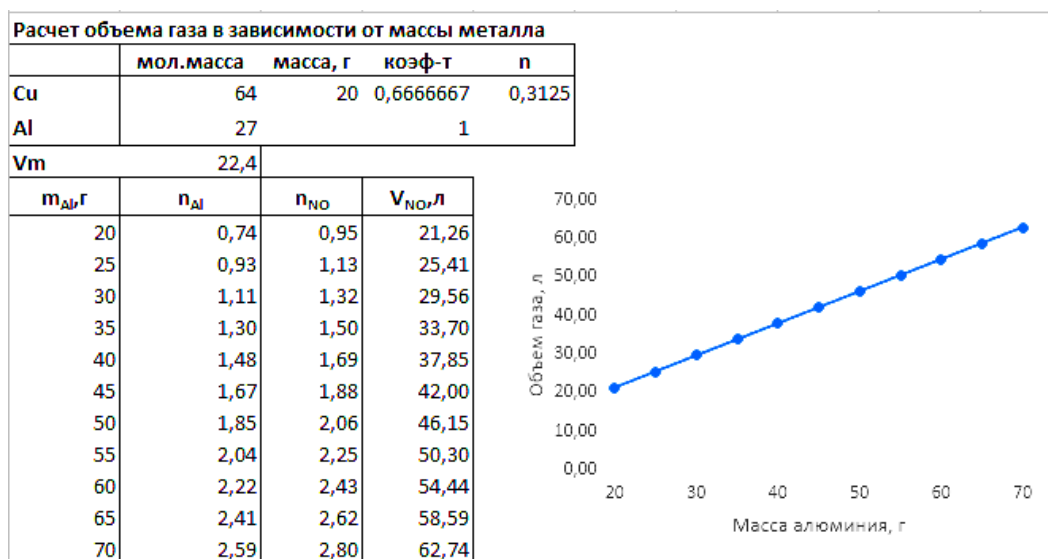 Расчет объема газа в зависимости от массы металла
мол.масса масса, г коэф-т n
Cu 64 20 0,6666667 0,3125
Al 27 1
Vm 22,4
mAl,г nAl nNO VNO,л
20 0,74 0,95 21,26
25 0,93 1,13 25,41
30 1,11 1,32 29,56
35 1,30 1,50 33,70
40 1,48 1,69 37,85
45 1,67 1,88 42,00
50 1,85 2,06 46,15
55 2,04 2,25 50,30
60 2,22 2,43 54,44
65 2,41 2,62 58,59
70 2,59 2,80 62,74
Объем газа, л
70,00
60,00
50,00
40,00
30,00
20,00
10,00
0,00
20 30 40 50 60 70
Масса алюминия, г